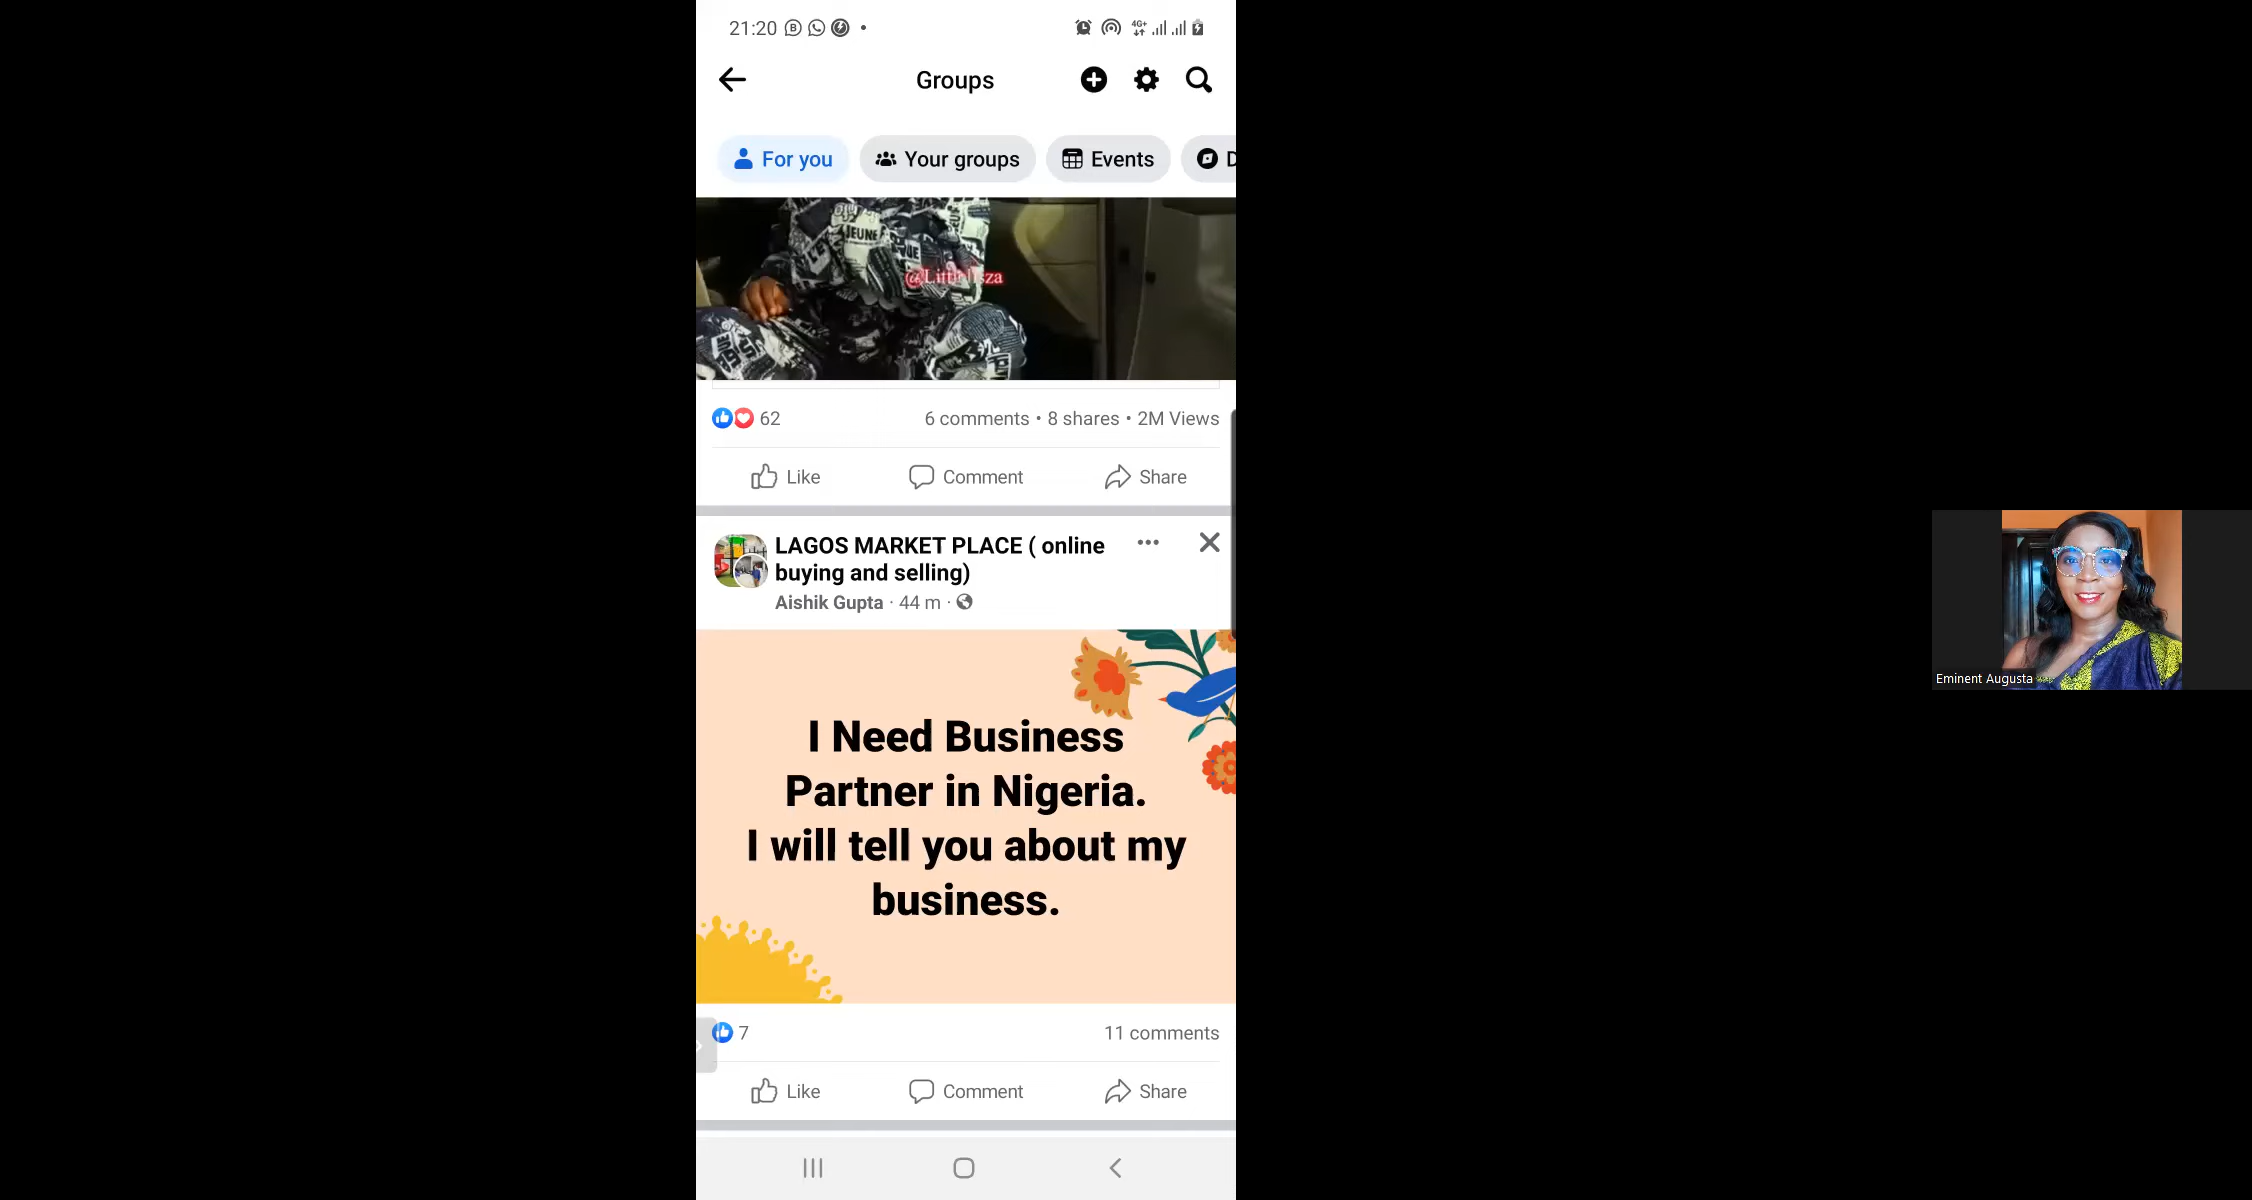 21:20
4G+
Groups
For you
Your groups
Events
D
JEUNE
62
6 comments • 8 shares • 2M Views
Like
Comment
Share
LAGOS MARKET PLACE ( online
buying and selling)
Aishik Gupta · 44 m ·
I Need Business
Partner in Nigeria.
I will tell you about my
business.
7
11 comments
Like
Comment
Share
Eminent Augusta